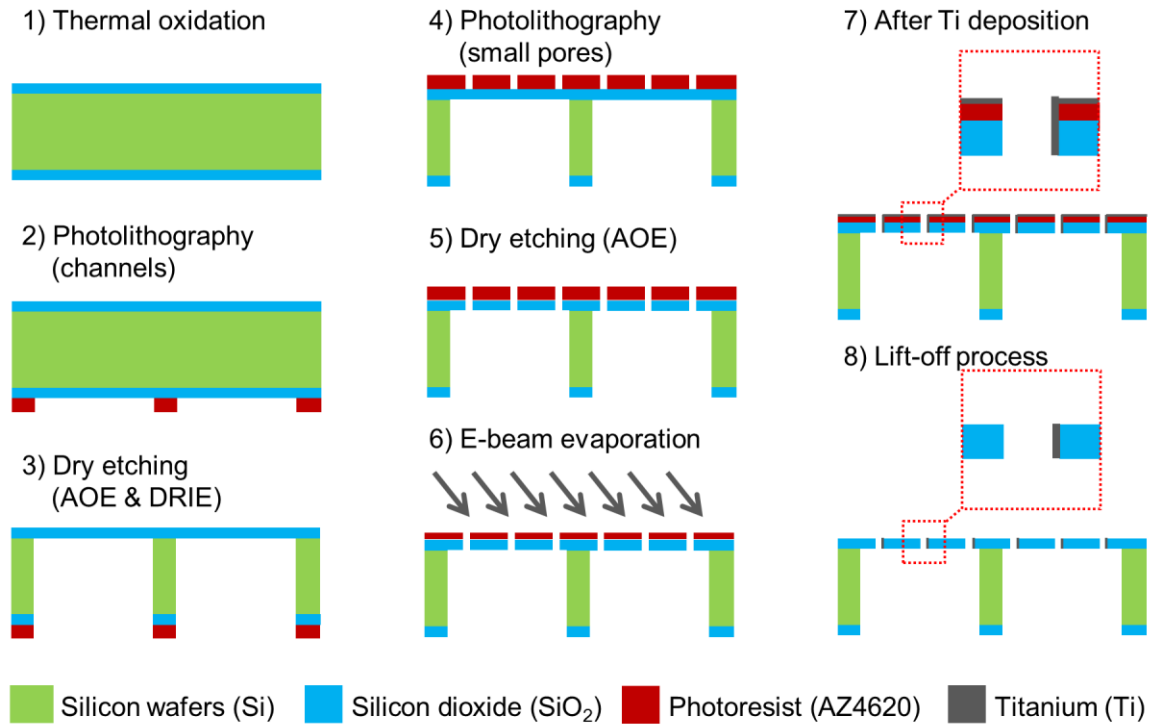 1) Thermal oxidation
2) Photolithography
(channels)
3) Dry etching
(AOE & DRIE)
4) Photolithography
(small pores)
5) Dry etching (AOE)
6) E-beam evaporation
7) After Ti deposition
8) Lift-off process
Silicon wafers (Si)
Silicon dioxide (SiO₂)
Photoresist (AZ4620)
Titanium (Ti)